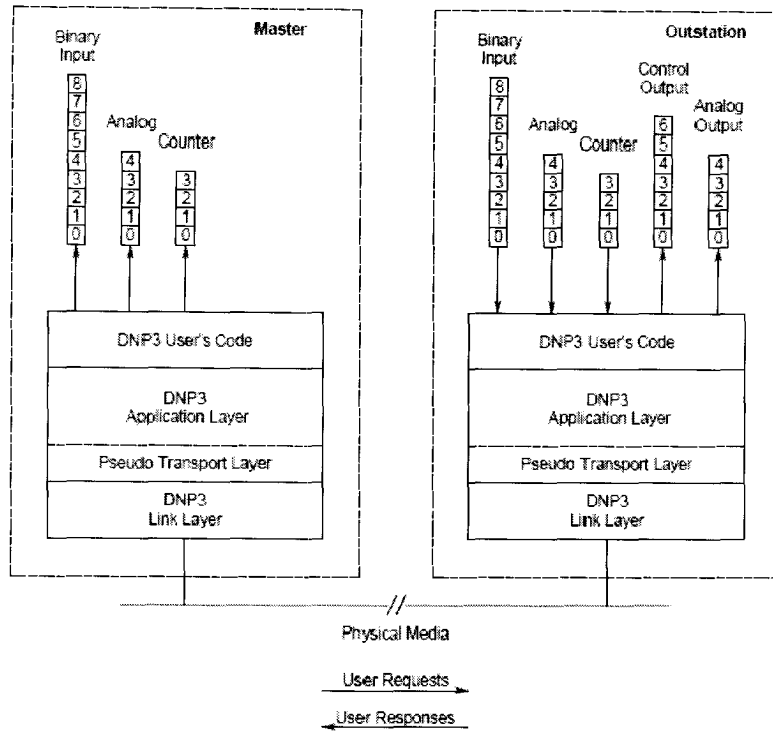 Master
Binary
Input
8
7
6
5
4
3
2
1
0
Analog
4
3
2
1
0
Counter
3
2
1
0
DNP3 User's Code
DNP3
Application Layer
Pseudo Transport Layer
DNP3
Link Layer
Outstation
Binary
Input
8
7
6
5
4
3
2
1
0
Analog
4
3
2
1
0
Counter
3
2
1
0
Control
Output
6
5
4
3
2
1
0
Analog
Output
4
3
2
1
0
DNP3 User's Code
DNP3
Application Layer
Pseudo Transport Layer
DNP3
Link Layer
//
Physical Media
User Requests
User Responses